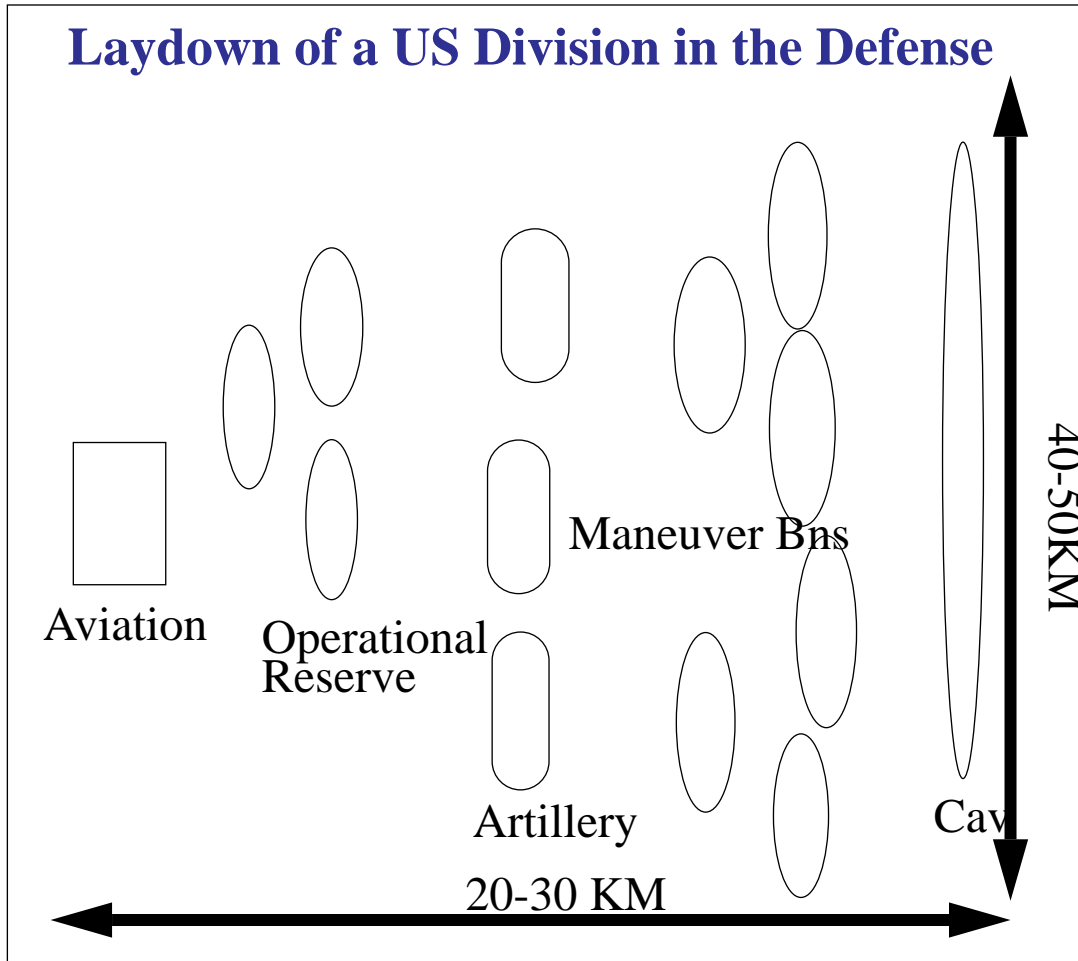 Laydown of a US Division in the Defense
40-50KM
Maneuver Bns
Aviation
Operational
Reserve
Artillery
Cav
20-30 KM